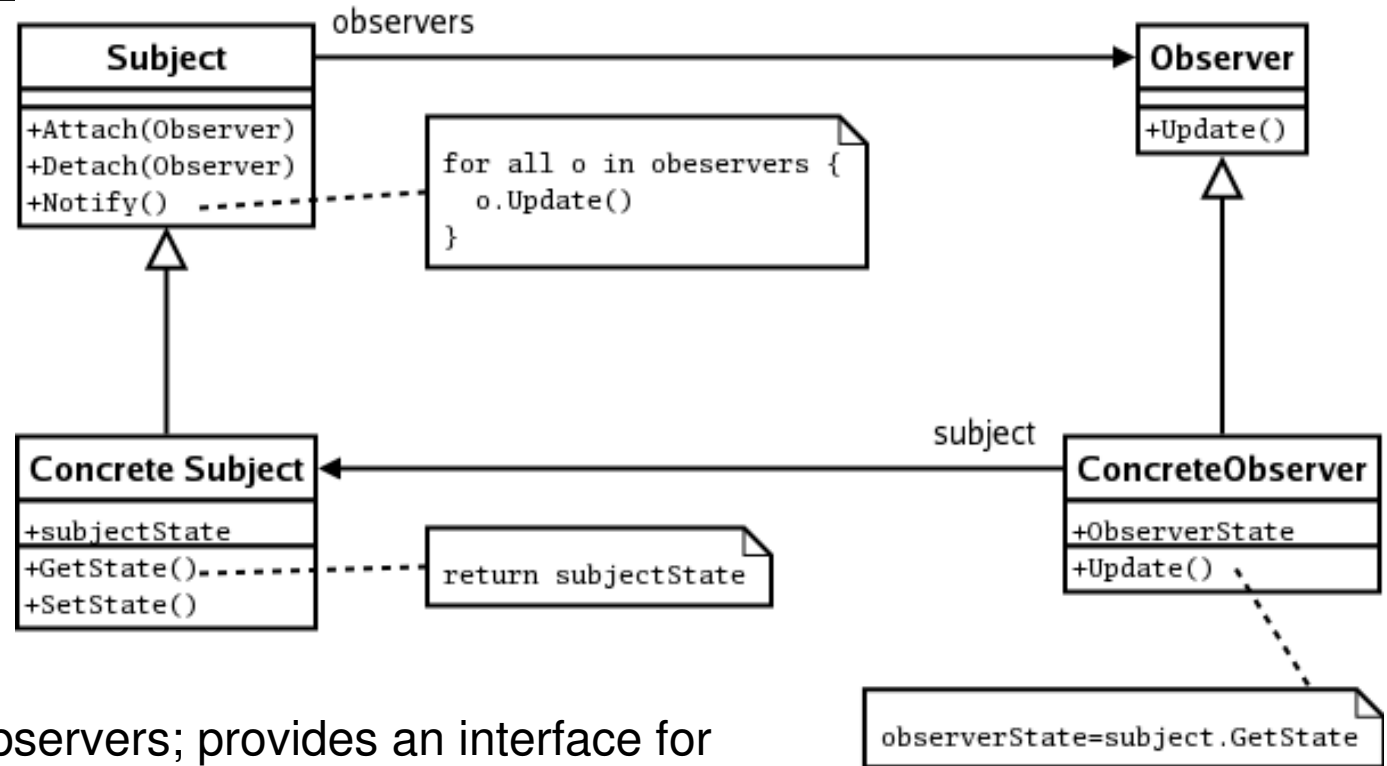 observers
Subject
+Attach(Observer)
+Detach(Observer)
+Notify()
for all o in obeservers {
o.Update()
}
Observer
+Update()
Concrete Subject
+subjectState
+GetState()
+SetState()
return subjectState
subject
ConcreteObserver
+ObserverState
+Update()
observerState=subject.GetState
; provides an interface for